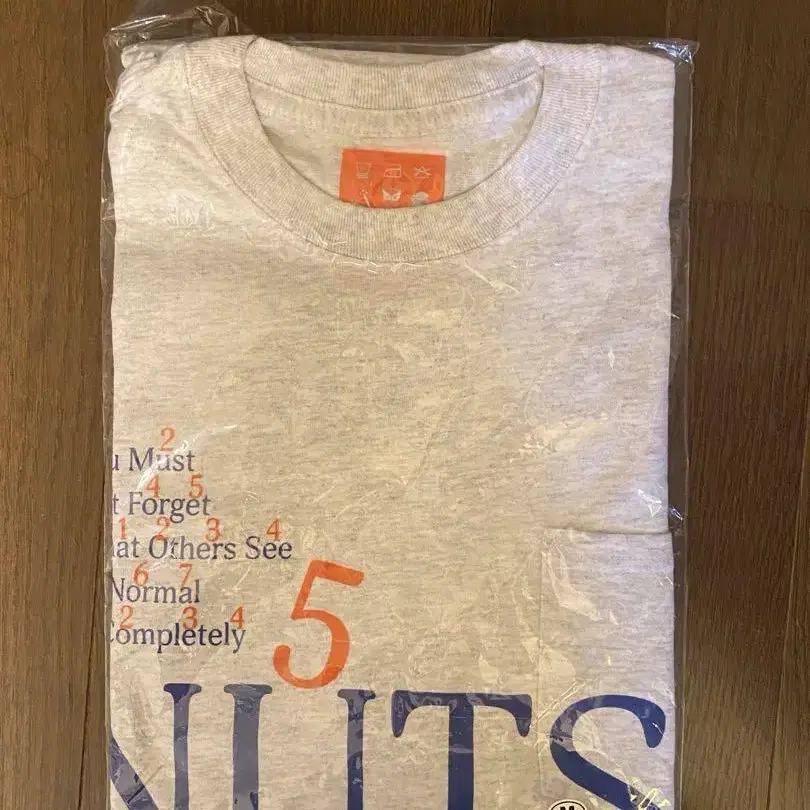 2
u Must
4 5
t Forget
1 2 3 4
at Others See
6 7
Normal
2 3 4
Completely
5
NUTS